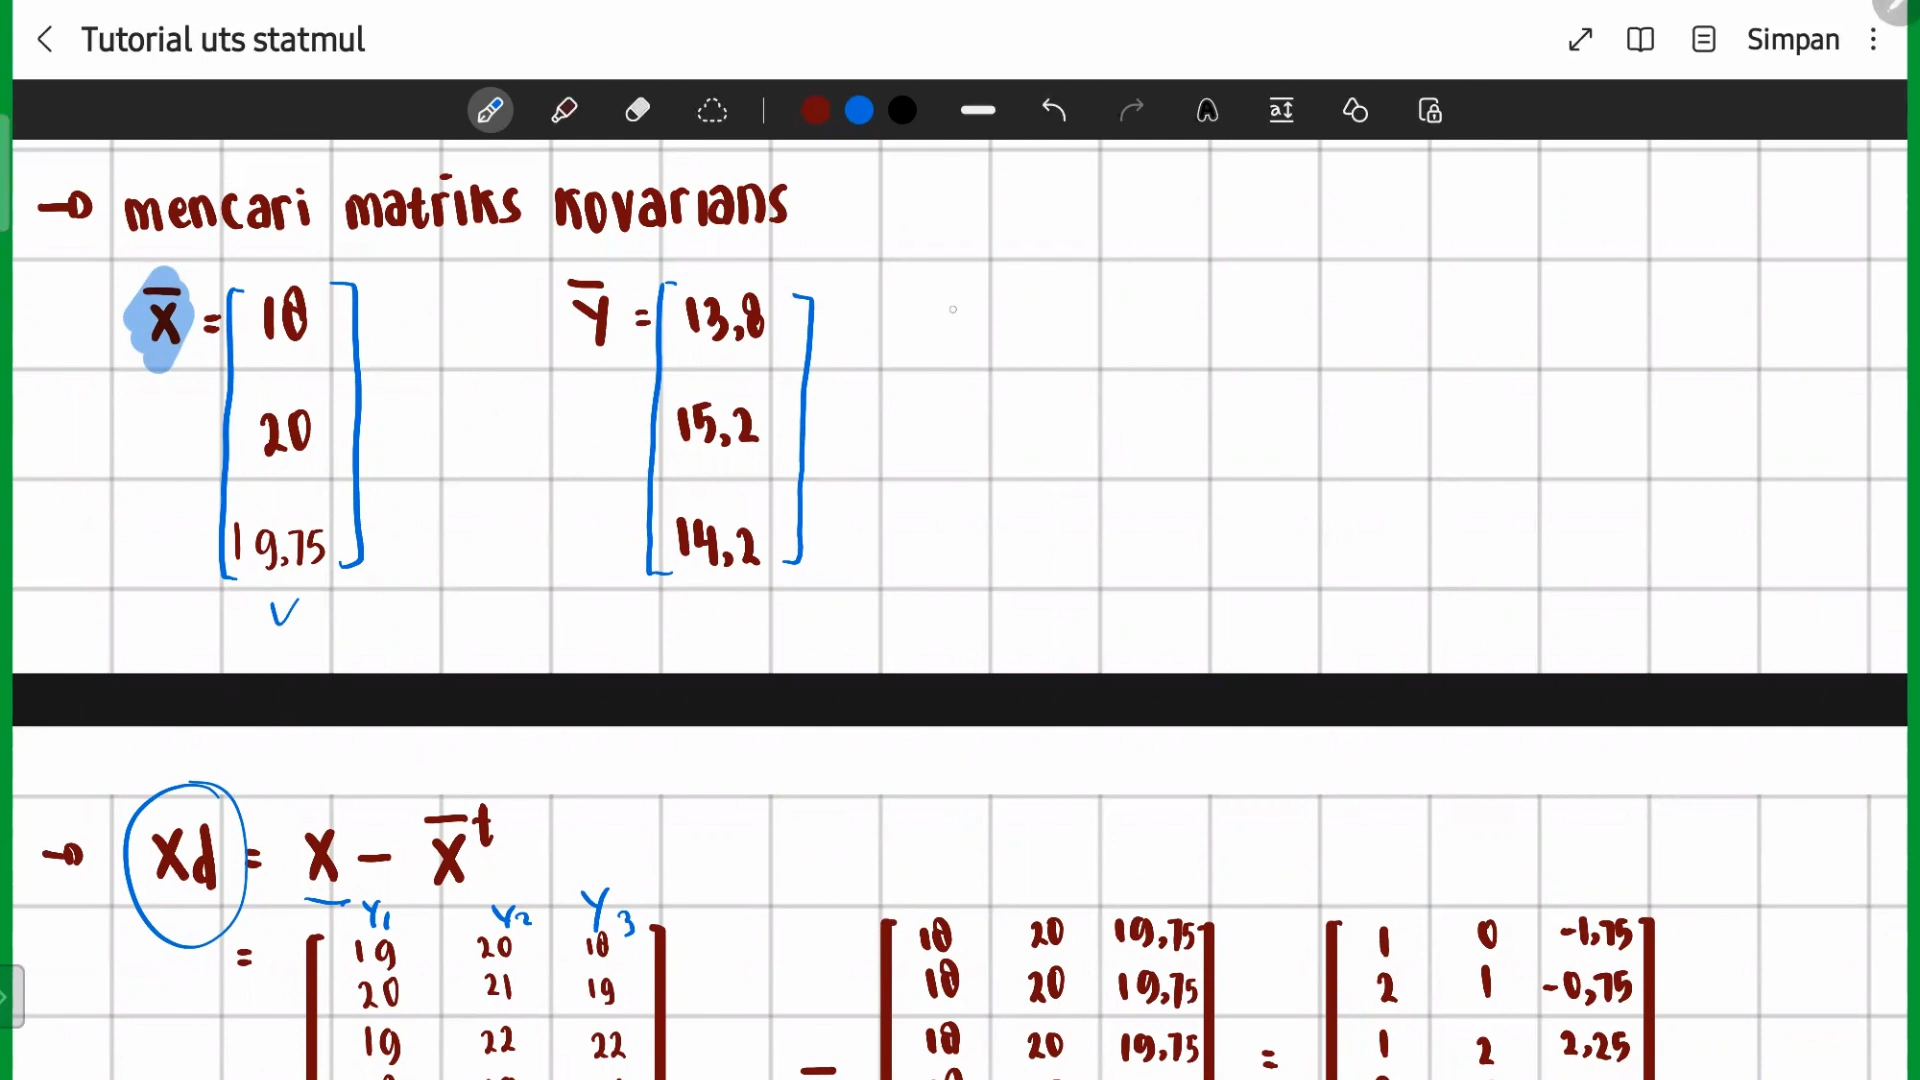 Tutorial uts statmul
Simpan
mencari matriks kovarians
X̄ = [ 18 Ȳ = [ 13,8 ]
20 15,2
19,75 14,2
Xd = X - X̄ᵗ
Y1 Y2 Y3
= [ 19 20 18 ] [ 18 20 19,75 ] [ 1 0 -1,75 ]
20 21 19 18 20 19,75 2 1 -0,75
19 22 22 - 18 20 19,75 = 1 2 2,25